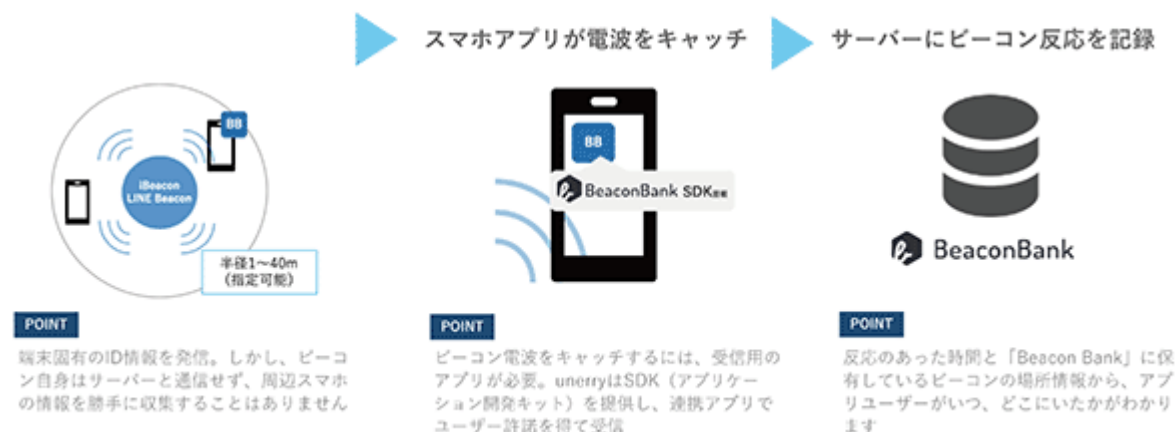 スマホアプリが電波をキャッチ
サーバーにビーコン反応を記録
BB
iBeacon
LINE Beacon
半径1〜40m
（指定可能）
BB
BeaconBank SDK搭載
BeaconBank
POINT
端末固有のID情報を発信。しかし、ビーコ
ン自身はサーバーと通信せず、周辺スマホ
の情報を勝手に収集することはありません
POINT
ビーコン電波をキャッチするには、受信用の
アプリが必要。unerryはSDK（アプリケー
ション開発キット）を提供し、連携アプリで
ユーザー許諾を得て受信
POINT
反応のあった時間と「Beacon Bank」に保
有しているビーコンの場所情報から、アプ
リユーザーがいつ、どこにいたかがわかり
ます